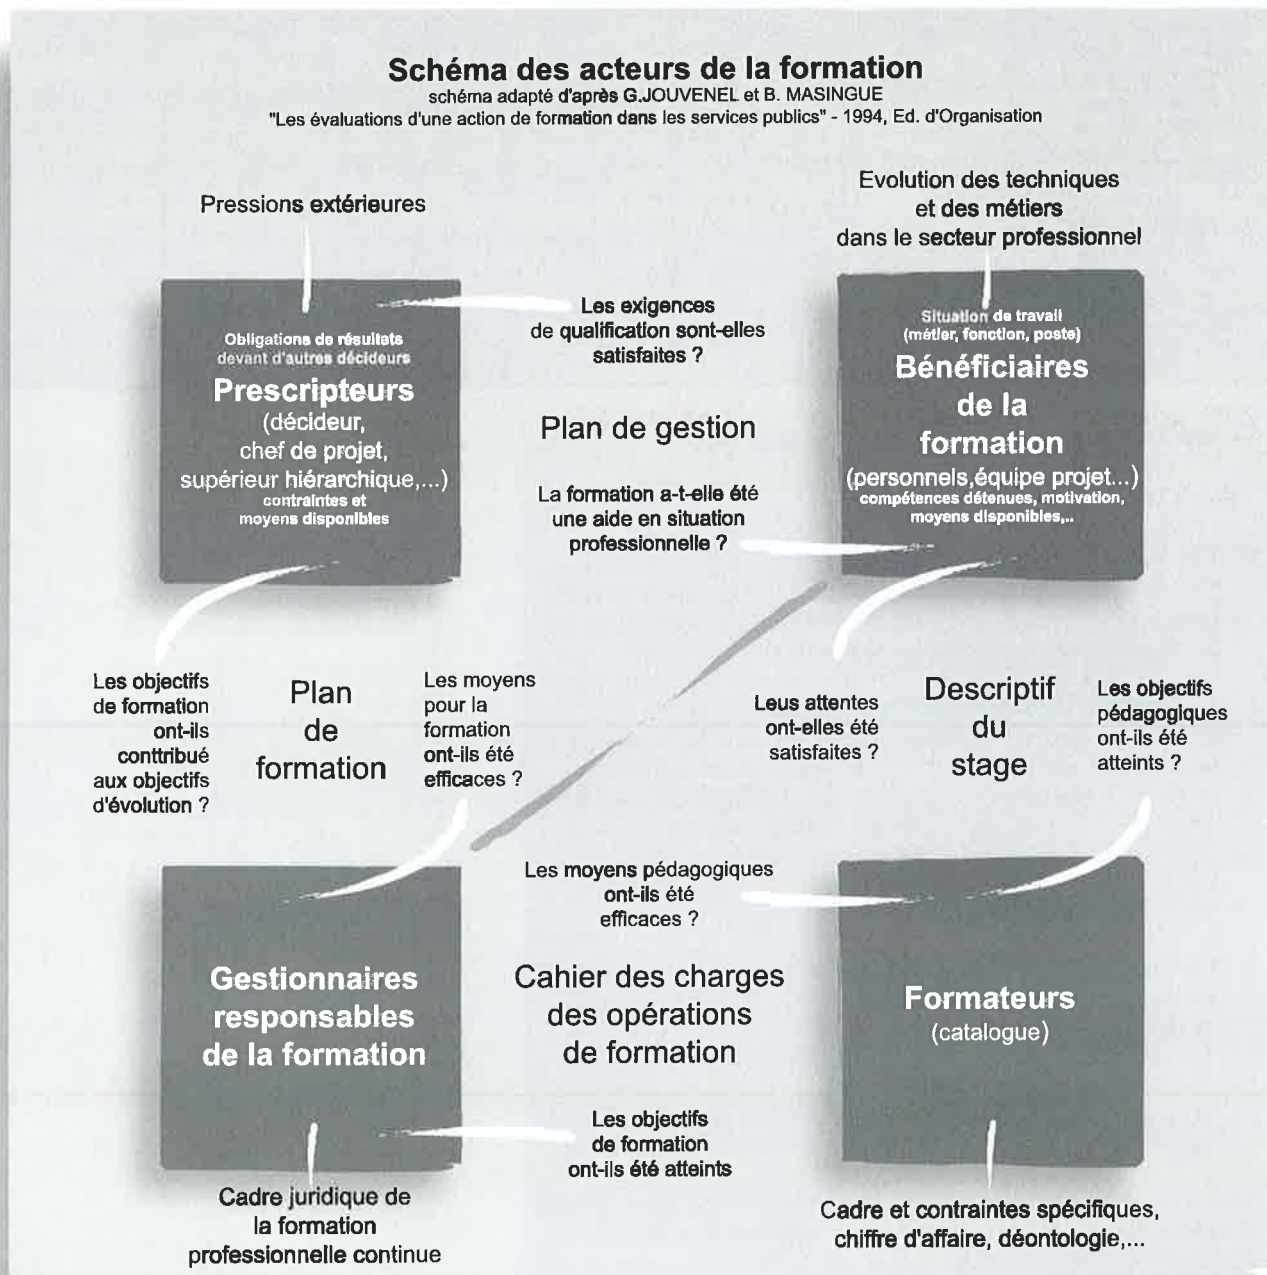 Schéma des acteurs de la formation
schéma adapté d'après G.JOUVENEL et B. MASINGUE
"Les évaluations d'une action de formation dans les services publics" - 1994, Ed. d'Organisation
Pressions extérieures
Evolution des techniques
et des métiers
dans le secteur professionnel
Obligations de résultats
devant d'autres décideurs
Prescripteurs
(décideur,
chef de projet,
supérieur hiérarchique,...)
contraintes et
moyens disponibles
Les exigences
de qualification sont-elles
satisfaites ?
Plan de gestion
La formation a-t-elle été
une aide en situation
professionnelle ?
Situation de travail
(métier, fonction, poste)
Bénéficiaires
de la
formation
(personnels,équipe projet...)
compétences détenues, motivation,
moyens disponibles,..
Les objectifs
de formation
ont-ils
conttribué
aux objectifs
d'évolution ?
Plan
de
formation
Les moyens
pour la
formation
ont-ils été
efficaces ?
Leus attentes
ont-elles été
satisfaites ?
Descriptif
du
stage
Les objectifs
pédagogiques
ont-ils été
atteints ?
Gestionnaires
responsables
de la formation
Les moyens pédagogiques
ont-ils été
efficaces ?
Cahier des charges
des opérations
de formation
Les objectifs
de formation
ont-ils été atteints
Formateurs
(catalogue)
Cadre juridique de
la formation
professionnelle continue
Cadre et contraintes spécifiques,
chiffre d'affaire, déontologie,...